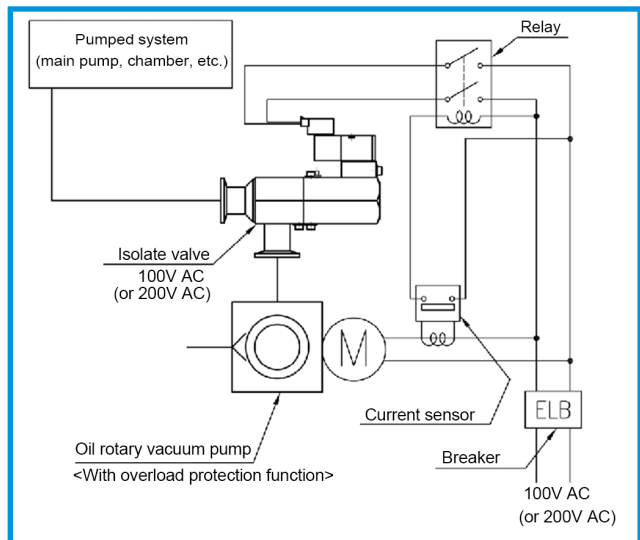 Pumped system
(main pump, chamber, etc.)
Relay
Isolate valve
100V AC
(or 200V AC)
M
Current sensor
ELB
Oil rotary vacuum pump
<With overload protection function>
Breaker
100V AC
(or 200V AC)